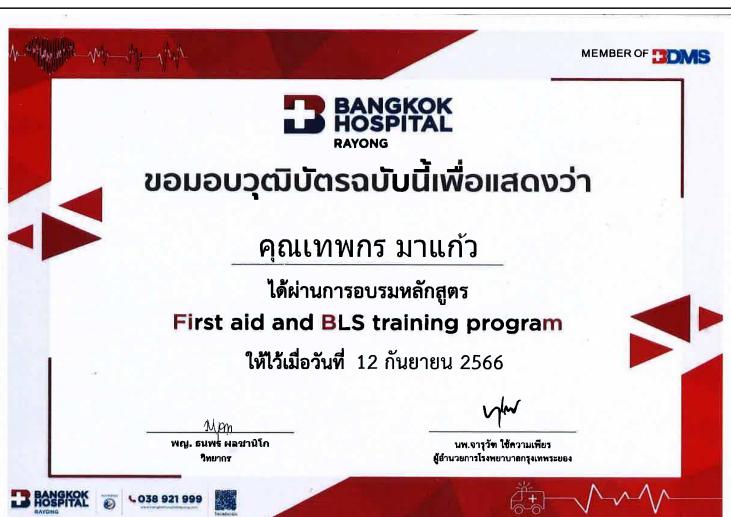 MEMBER OF BDMS
BANGKOK
HOSPITAL
RAYONG
ขอมอบวุฒิบัตรฉบับนี้เพื่อแสดงว่า
คุณเทพกร มาแก้ว
ได้ผ่านการอบรมหลักสูตร
First aid and BLS training program
ให้ไว้เมื่อวันที่ 12 กันยายน 2566
พญ. ธนพร ผลชานิโก
วิทยากร
นพ.จารุวัฑ ใช้ความเพียร
ผู้อำนวยการโรงพยาบาลกรุงเทพระยอง
BANGKOK
HOSPITAL
RAYONG
038 921 999
www.bangkokhospitalrayong.com
facebook